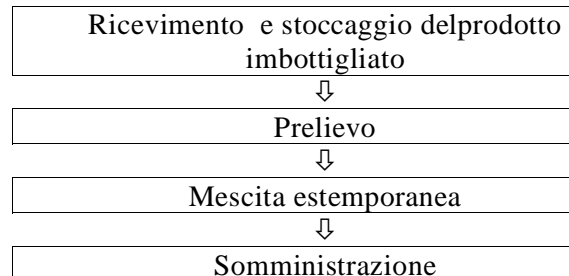 Ricevimento e stoccaggio delprodotto
imbottigliato
⇩
Prelievo
⇩
Mescita estemporanea
⇩
Somministrazione